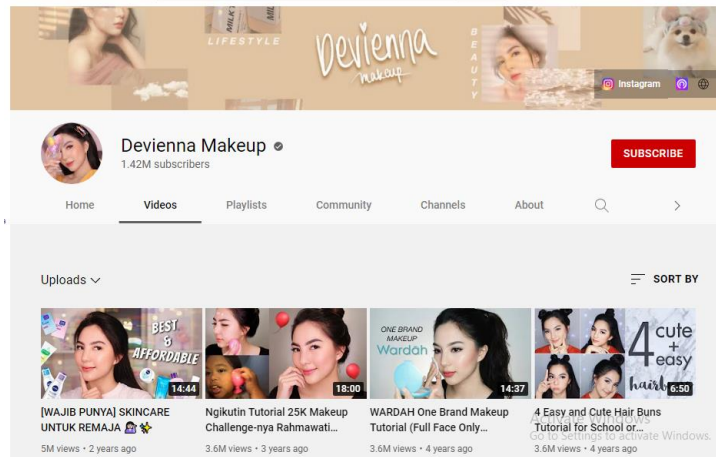 LIFESTYLE
Devienna
makeup
BEAUTY
Instagram
Devienna Makeup
1.42M subscribers
SUBSCRIBE
Home Videos Playlists Community Channels About
Uploads
SORT BY
BEST
&
AFFORDABLE
14:44
18:00
ONE BRAND
MAKEUP
Wardah
14:37
4 cute
+
easy
6:50
[WAJIB PUNYA] SKINCARE
UNTUK REMAJA
5M views • 2 years ago
Ngikutin Tutorial 25K Makeup
Challenge-nya Rahmawati...
3.6M views • 3 years ago
WARDAH One Brand Makeup
Tutorial (Full Face Only...
3.6M views • 4 years ago
4 Easy and Cute Hair Buns
Tutorial for School or...
3.6M views • 4 years ago
Activate Windows
Go to Settings to activate Windows.